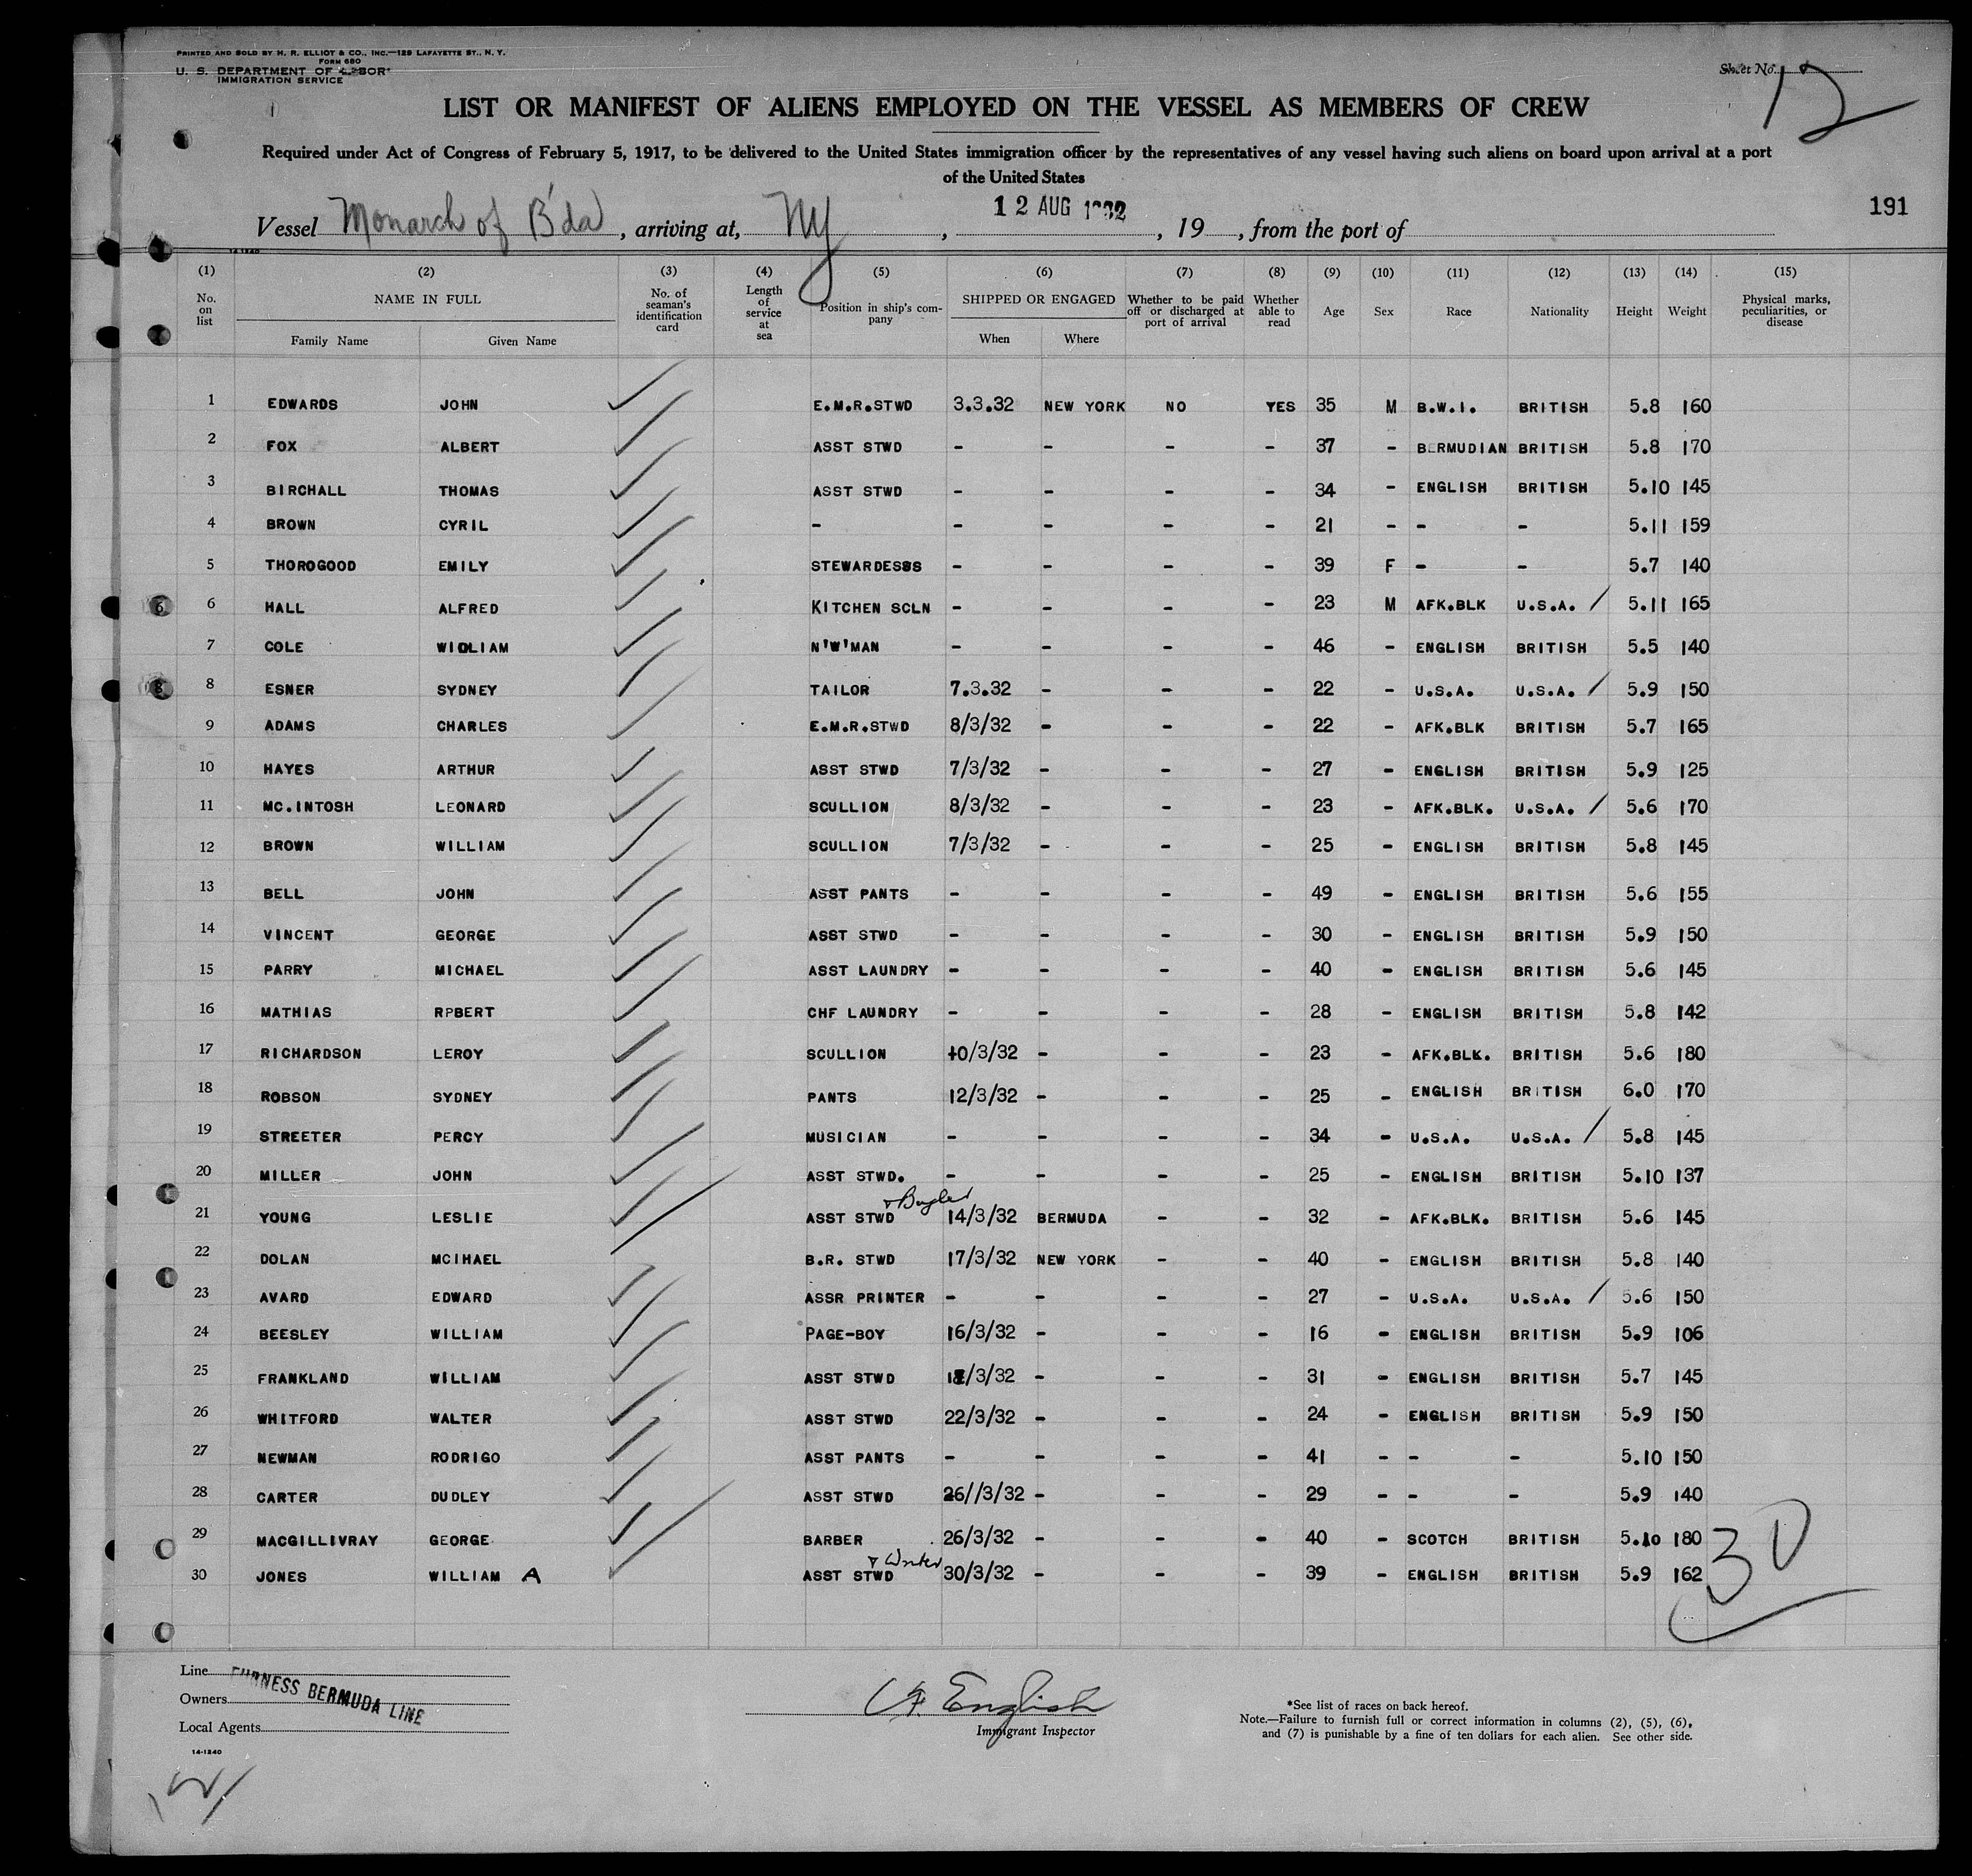 PRINTED AND SOLD BY H. R. ELLIOT & CO., INC.—129 LAFAYETTE ST., N. Y.
FORM 680
U. S. DEPARTMENT OF LABOR
IMMIGRATION SERVICE
Sheet No. 12
LIST OR MANIFEST OF ALIENS EMPLOYED ON THE VESSEL AS MEMBERS OF CREW
Required under Act of Congress of February 5, 1917, to be delivered to the United States immigration officer by the representatives of any vessel having such aliens on board upon arrival at a port
of the United States
Vessel Monarch of B'da, arriving at, NY, 12 AUG 1932, 19, from the port of
191
14-1240
(1) (2) (3) (4) (5) (6) (7) (8) (9) (10) (11) (12) (13) (14) (15)
No. on list NAME IN FULL Family Name Given Name No. of seaman's identification card Length of service at sea Position in ship's company SHIPPED OR ENGAGED When Where Whether to be paid off or discharged at port of arrival Whether able to read Age Sex Race Nationality Height Weight Physical marks, peculiarities, or disease
1 EDWARDS JOHN E.M.R.STWD 3.3.32 NEW YORK NO YES 35 M B.W.I. BRITISH 5.8 160
2 FOX ALBERT ASST STWD - - - - 37 - BERMUDIAN BRITISH 5.8 170
3 BIRCHALL THOMAS ASST STWD - - - - 34 - ENGLISH BRITISH 5.10 145
4 BROWN CYRIL - - - - - 21 - - - 5.11 159
5 THOROGOOD EMILY STEWARDESSS - - - - 39 F - - 5.7 140
6 HALL ALFRED KITCHEN SCLN - - - - 23 M AFK.BLK U.S.A. / 5.11 165
7 COLE WIOLIAM N'W'MAN - - - - 46 - ENGLISH BRITISH 5.5 140
8 ESNER SYDNEY TAILOR 7.3.32 - - - 22 - U.S.A. U.S.A. / 5.9 150
9 ADAMS CHARLES E.M.R.STWD 8/3/32 - - - 22 - AFK.BLK BRITISH 5.7 165
10 HAYES ARTHUR ASST STWD 7/3/32 - - - 27 - ENGLISH BRITISH 5.9 125
11 MC.INTOSH LEONARD SCULLION 8/3/32 - - - 23 - AFK.BLK. U.S.A. / 5.6 170
12 BROWN WILLIAM SCULLION 7/3/32 - - - 25 - ENGLISH BRITISH 5.8 145
13 BELL JOHN ASST PANTS - - - - 49 - ENGLISH BRITISH 5.6 155
14 VINCENT GEORGE ASST STWD - - - - 30 - ENGLISH BRITISH 5.9 150
15 PARRY MICHAEL ASST LAUNDRY - - - - 40 - ENGLISH BRITISH 5.6 145
16 MATHIAS RPBERT CHF LAUNDRY - - - - 28 - ENGLISH BRITISH 5.8 142
17 RICHARDSON LEROY SCULLION 10/3/32 - - - 23 - AFK.BLK. BRITISH 5.6 180
18 ROBSON SYDNEY PANTS 12/3/32 - - - 25 - ENGLISH BRITISH 6.0 170
19 STREETER PERCY MUSICIAN - - - - 34 - U.S.A. U.S.A. / 5.8 145
20 MILLER JOHN ASST STWD. - - - - 25 - ENGLISH BRITISH 5.10 137
21 YOUNG LESLIE ASST STWD + Bugler 14/3/32 BERMUDA - - 32 - AFK.BLK. BRITISH 5.6 145
22 DOLAN MCIHAEL B.R. STWD 17/3/32 NEW YORK - - 40 - ENGLISH BRITISH 5.8 140
23 AVARD EDWARD ASSR PRINTER - - - - 27 - U.S.A. U.S.A. / 5.6 150
24 BEESLEY WILLIAM PAGE-BOY 16/3/32 - - - 16 - ENGLISH BRITISH 5.9 106
25 FRANKLAND WILLIAM ASST STWD /3/32 - - - 31 - ENGLISH BRITISH 5.7 145
26 WHITFORD WALTER ASST STWD 22/3/32 - - - 24 - ENGLISH BRITISH 5.9 150
27 NEWMAN RODRIGO ASST PANTS - - - - 41 - - - 5.10 150
28 CARTER DUDLEY ASST STWD 26//3/32 - - - 29 - - - 5.9 140
29 MACGILLIVRAY GEORGE BARBER 26/3/32 - - - 40 - SCOTCH BRITISH 5.10 180
30 JONES WILLIAM A ASST STWD + Writer 30/3/32 - - - 39 - ENGLISH BRITISH 5.9 162
30
Line
Owners
Local Agents
FURNESS BERMUDA LINE
14-1240
English
Immigrant Inspector
*See list of races on back hereof.
Note.—Failure to furnish full or correct information in columns (2), (5), (6),
and (7) is punishable by a fine of ten dollars for each alien. See other side.